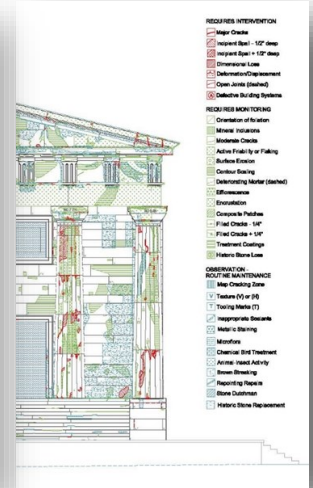 REQUIRES INTERVENTION
Major Cracks
Incipient Spall - 1/2" deep
Incipient Spall + 1/2" deep
Dimensional Loss
Deformation/Displacement
Open Joints (dashed)
Defective Building Systems
REQUIRES MONITORING
Orientation of foliation
Mineral Inclusions
Moderate Cracks
Active Friability or Flaking
Surface Erosion
Contour Scaling
Deteriorating Mortar (dashed)
Efflorescence
Encrustation
Composite Patches
Filled Cracks - 1/4"
Filled Cracks + 1/4"
Treatment Coatings
Historic Stone Loss
OBSERVATION -
ROUTINE MAINTENANCE
Map Cracking Zone
V Texture (V) or (H)
T Tooling Marks (T)
Inappropriate Sealants
Metallic Staining
Microflora
Chemical Bird Treatment
Animal-Insect Activity
Brown Streaking
Repointing Repairs
Stone Dutchman
Historic Stone Replacement